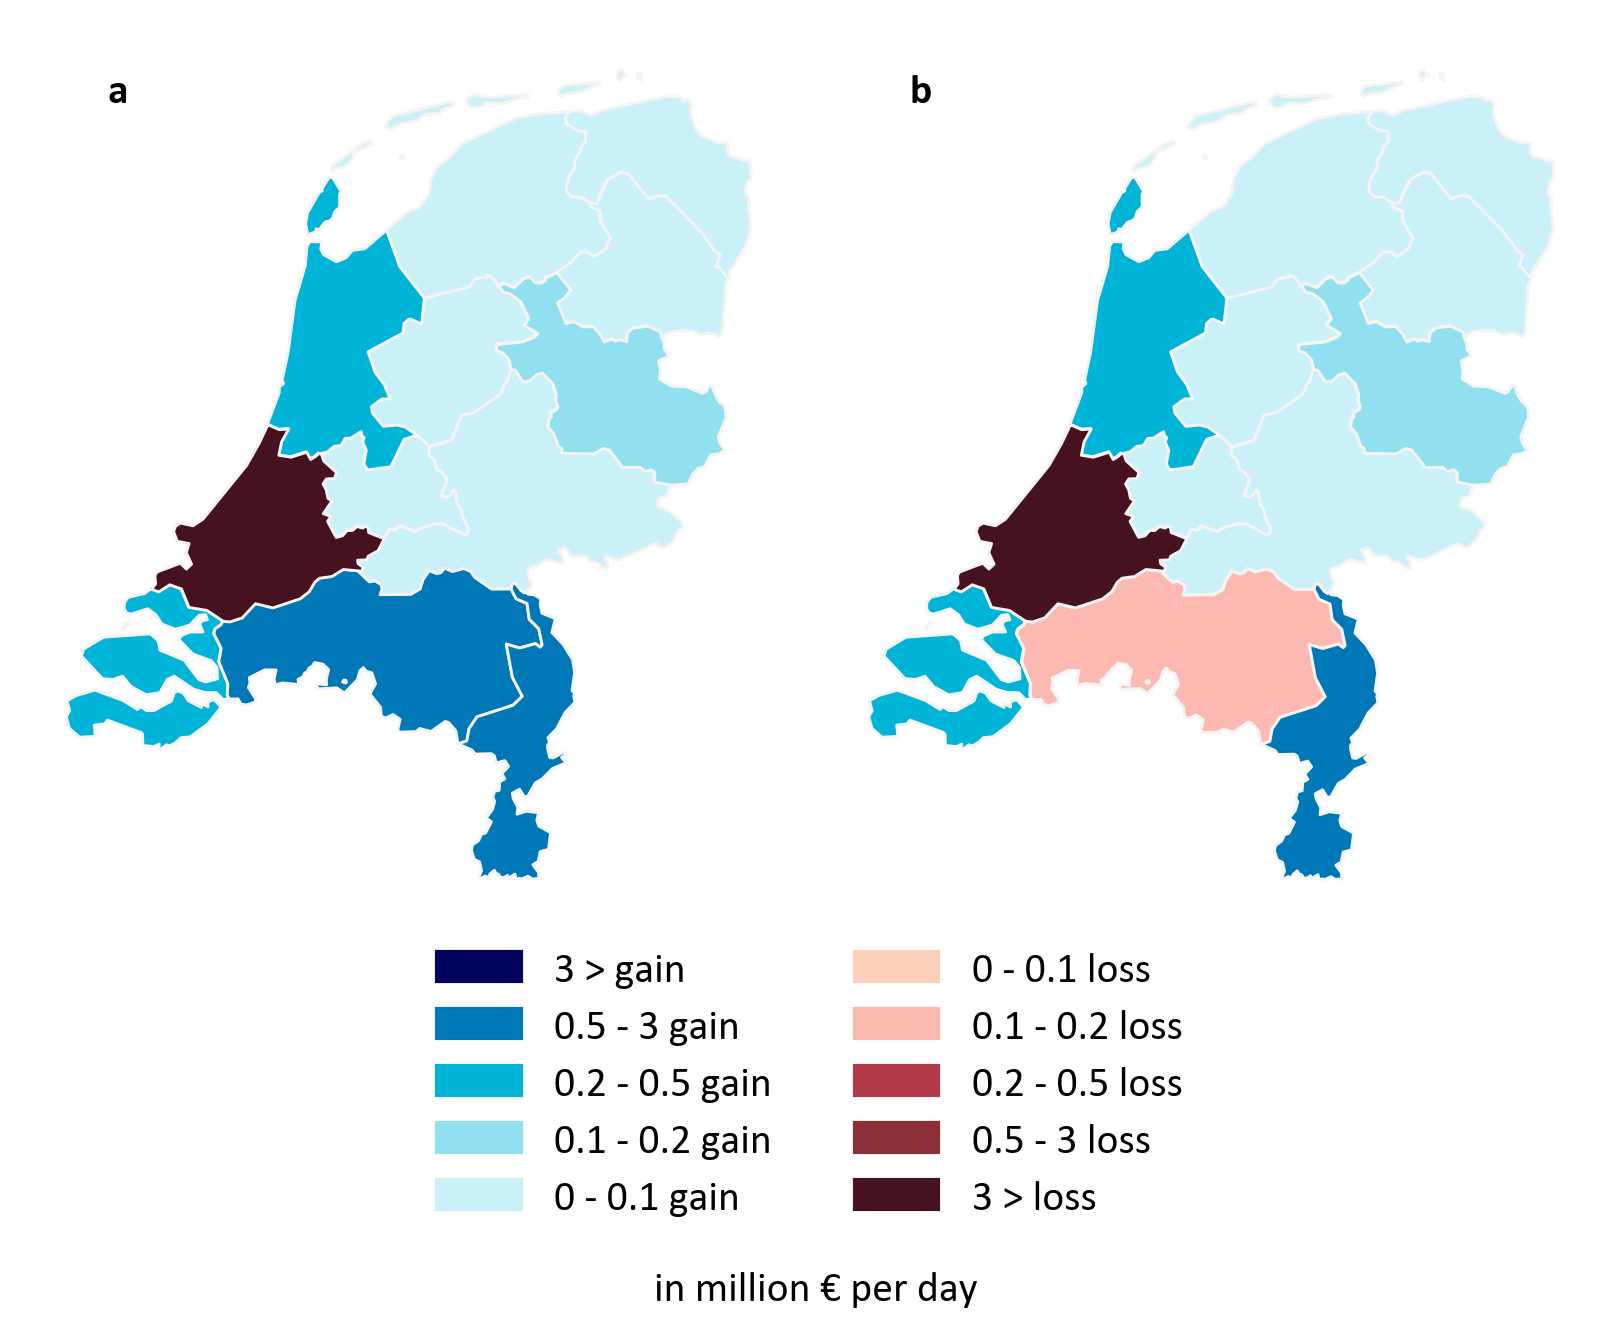 a
b
3 > gain
0.5 - 3 gain
0.2 - 0.5 gain
0.1 - 0.2 gain
0 - 0.1 gain
0 - 0.1 loss
0.1 - 0.2 loss
0.2 - 0.5 loss
0.5 - 3 loss
3 > loss
in million € per day